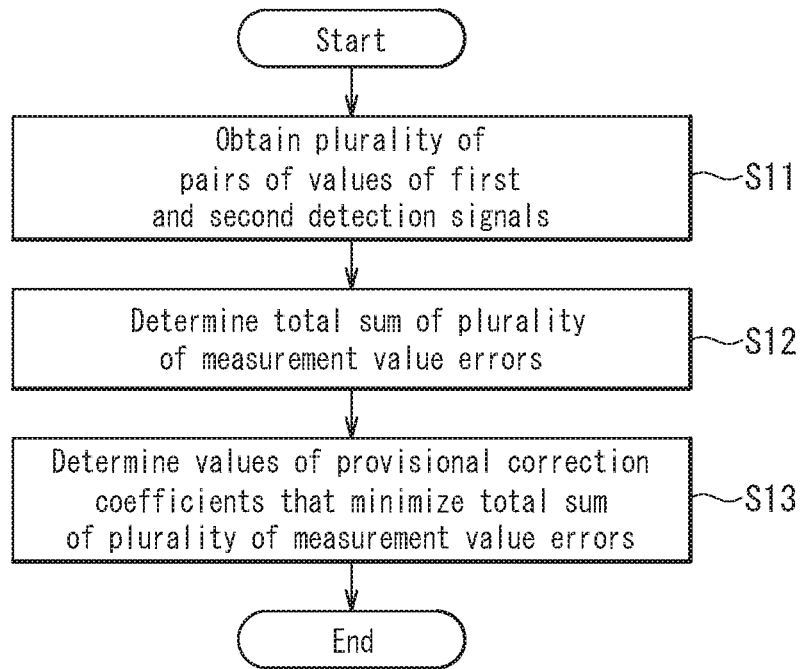 Start
Obtain plurality of
pairs of values of first
and second detection signals
S11
Determine total sum of plurality
of measurement value errors
S12
Determine values of provisional correction
coefficients that minimize total sum
of plurality of measurement value errors
S13
End